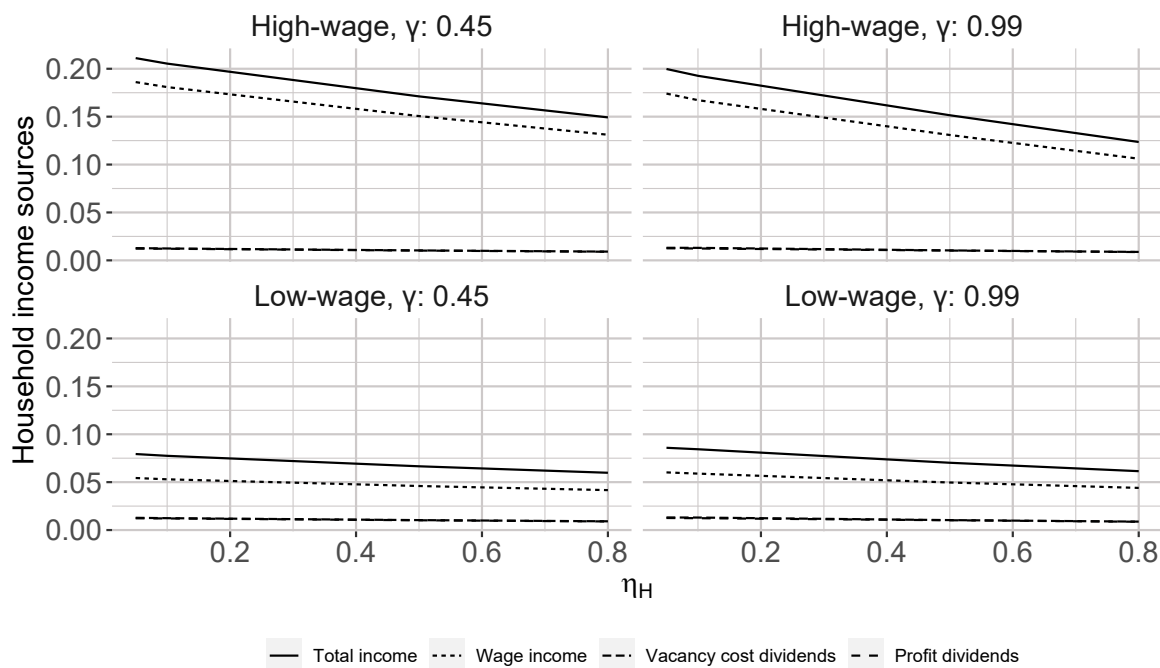 High-wage, γ: 0.45
High-wage, γ: 0.99
0.20
0.15
0.10
0.05
0.00
Low-wage, γ: 0.45
Low-wage, γ: 0.99
0.20
0.15
0.10
0.05
0.00
Household income sources
0.2 0.4 0.6 0.8
0.2 0.4 0.6 0.8
ηH
Total income Wage income Vacancy cost dividends Profit dividends